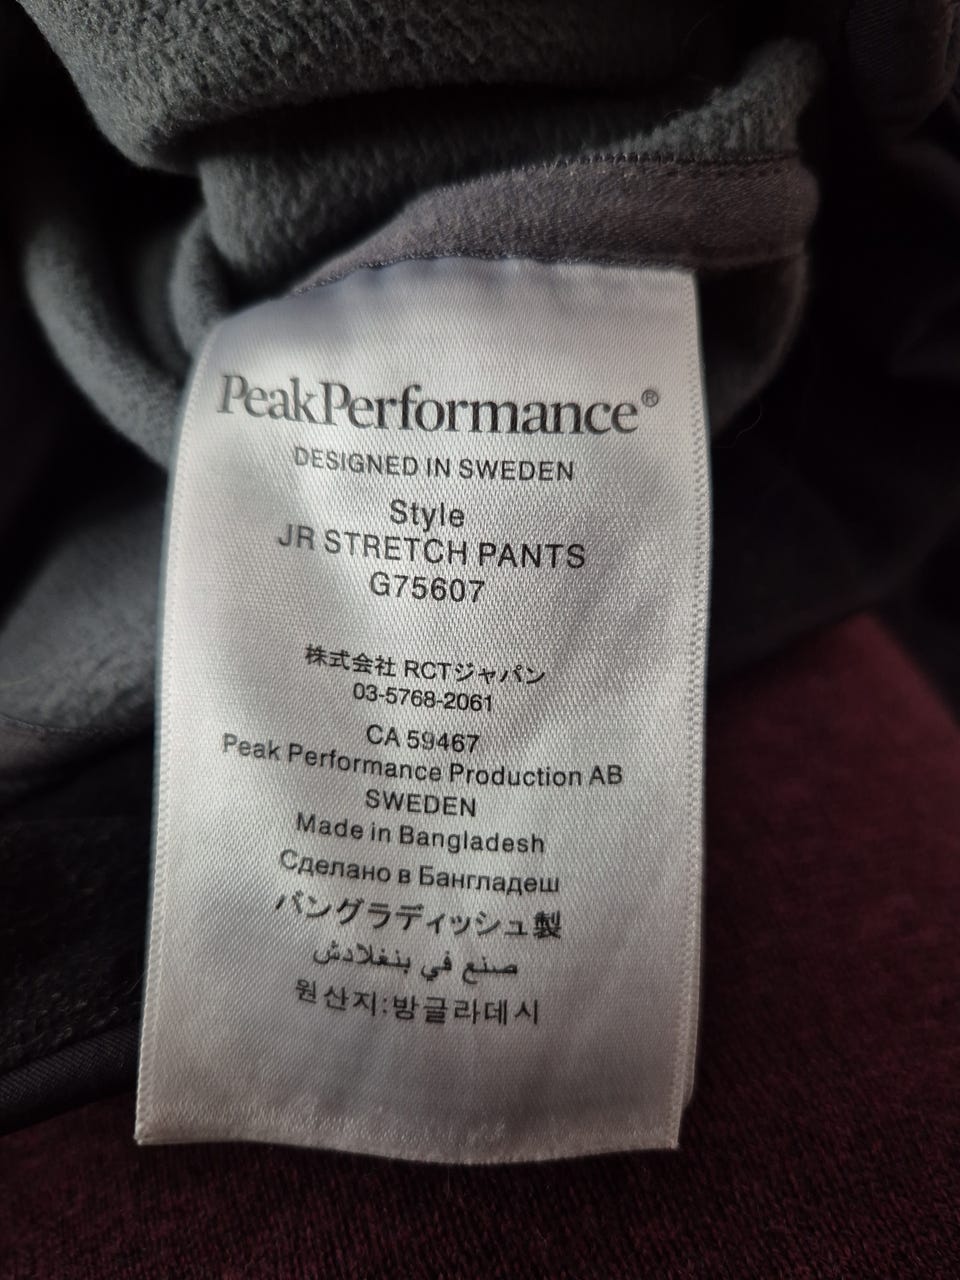 PeakPerformance®
DESIGNED IN SWEDEN
Style
JR STRETCH PANTS
G75607
株式会社 RCTジャパン
03-5768-2061
CA 59467
Peak Performance Production AB
SWEDEN
Made in Bangladesh
Сделано в Бангладеш
バングラディッシュ製
صنع في بنغلادش
원산지:방글라데시